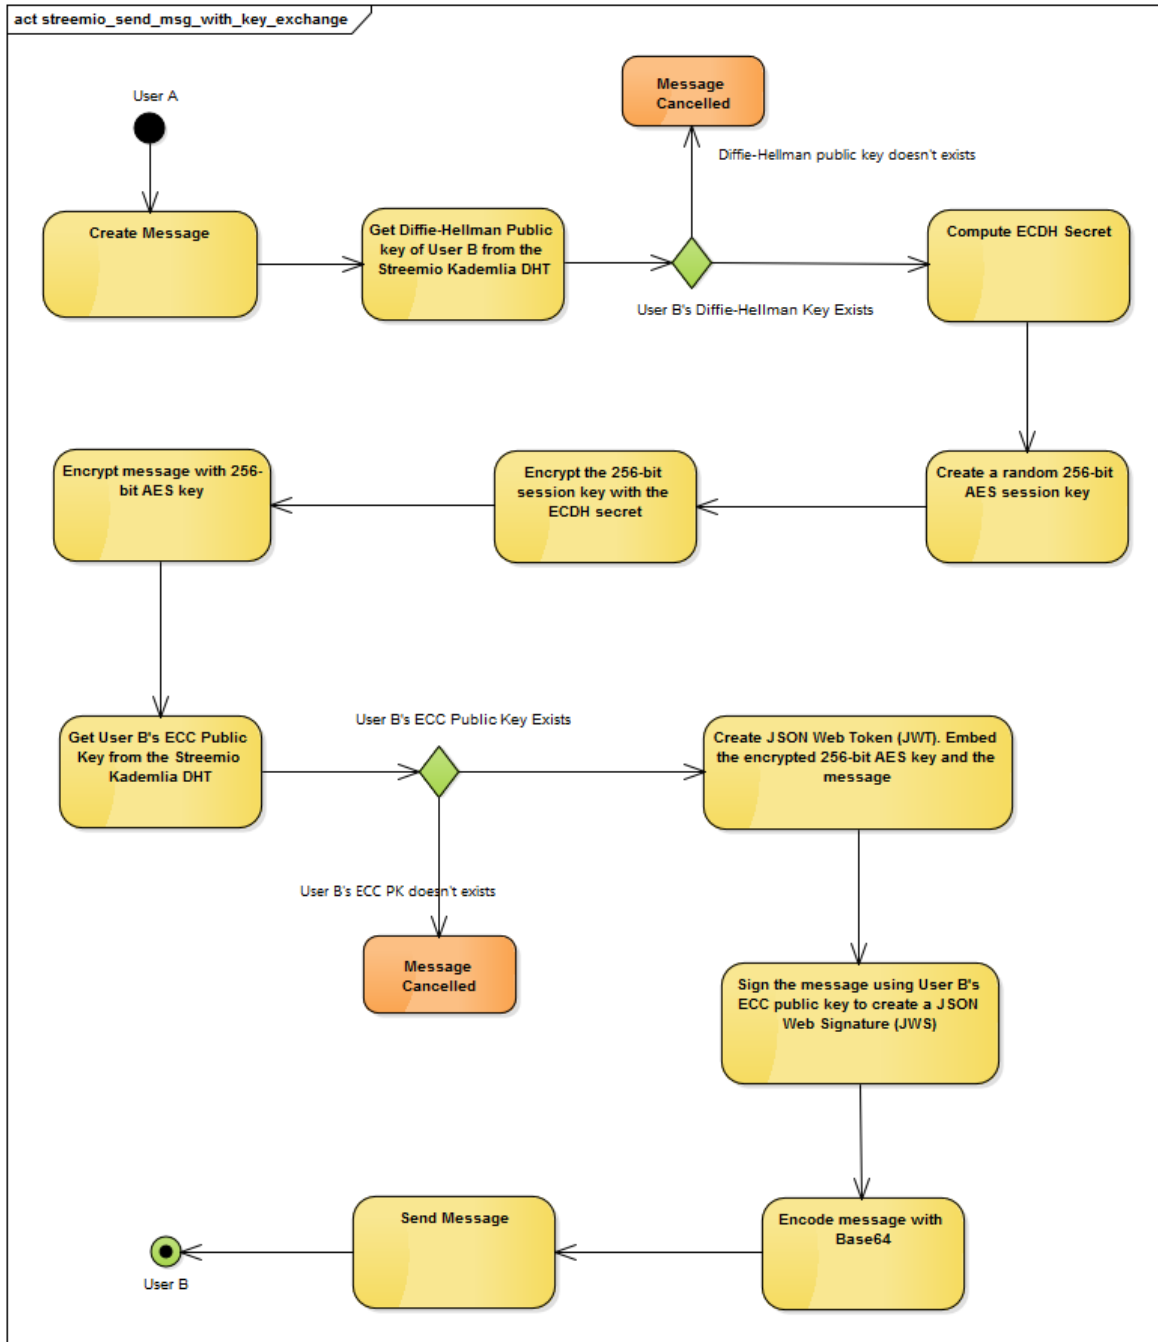 act streemio_send_msg_with_key_exchange
User A
Message
Cancelled
Diffie-Hellman public key doesn't exists
Create Message
Get Diffie-Hellman Public
key of User B from the
Streemio Kademlia DHT
User B's Diffie-Hellman Key Exists
Compute ECDH Secret
Encrypt message with 256-
bit AES key
Encrypt the 256-bit
session key with the
ECDH secret
Create a random 256-bit
AES session key
Get User B's ECC Public
Key from the Streemio
Kademlia DHT
User B's ECC Public Key Exists
Create JSON Web Token (JWT). Embed
the encrypted 256-bit AES key and the
message
User B's ECC PK doesn't exists
Message
Cancelled
Sign the message using User B's
ECC public key to create a JSON
Web Signature (JWS)
Encode message with
Base64
Send Message
User B